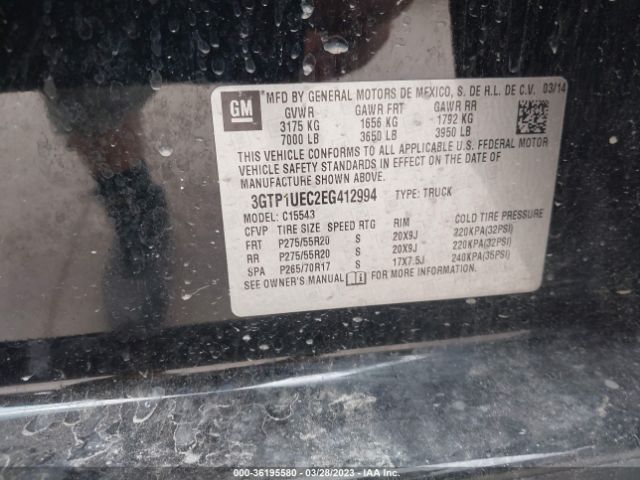 GM MFD BY GENERAL MOTORS DE MEXICO, S. DE R.L. DE C.V. 03/14
GVWR GAWR FRT GAWR RR
3175 KG 1656 KG 1792 KG
7000 LB 3650 LB 3950 LB
THIS VEHICLE CONFORMS TO ALL APPLICABLE U.S. FEDERAL MOTOR
VEHICLE SAFETY STANDARDS IN EFFECT ON THE DATE OF
MANUFACTURE SHOWN ABOVE.
3GTP1UEC2EG412994 TYPE: TRUCK
MODEL: C15543
CFVP TIRE SIZE SPEED RTG RIM COLD TIRE PRESSURE
FRT P275/55R20 S 20X9J 220KPA(32PSI)
RR P275/55R20 S 20X9J 220KPA(32PSI)
SPA P265/70R17 S 17X7.5J 240KPA(35PSI)
SEE OWNER'S MANUAL
000-36195580 - 03/28/2023 - IAA Inc.